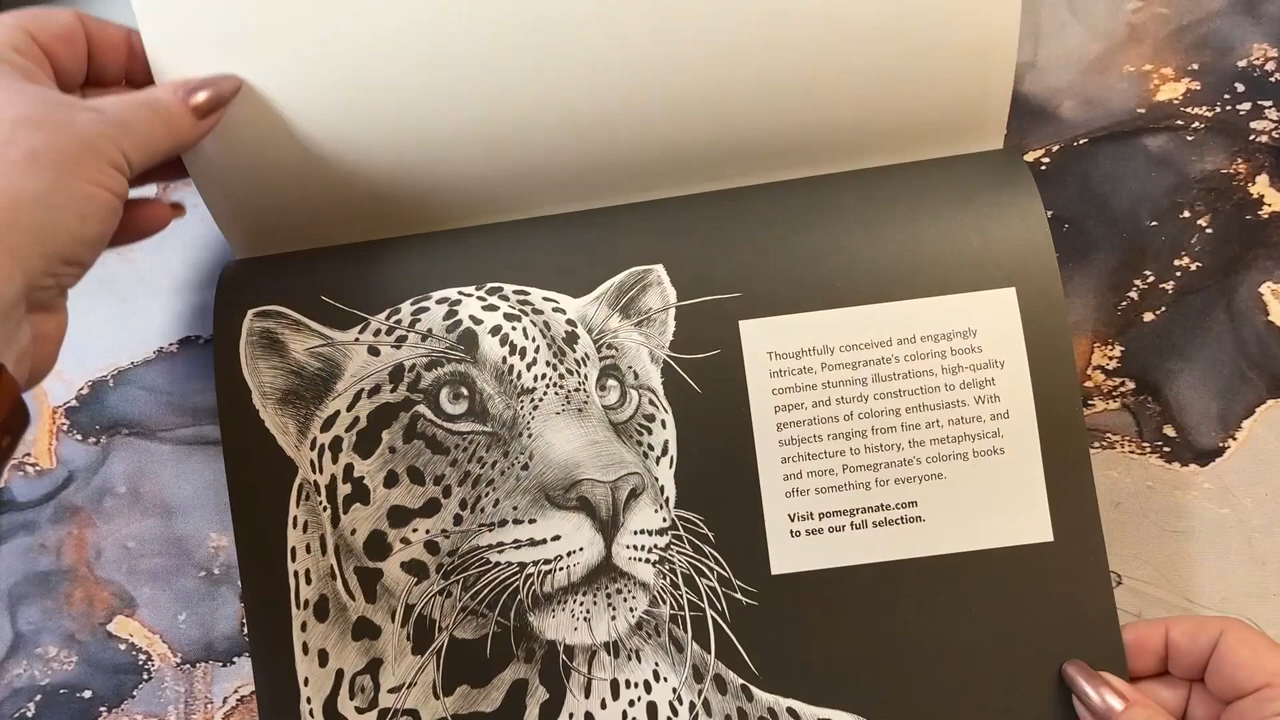 Thoughtfully conceived and engagingly
intricate, Pomegranate's coloring books
combine stunning illustrations, high-quality
paper, and sturdy construction to delight
generations of coloring enthusiasts. With
subjects ranging from fine art, nature, and
architecture to history, the metaphysical,
and more, Pomegranate's coloring books
offer something for everyone.
Visit pomegranate.com
to see our full selection.